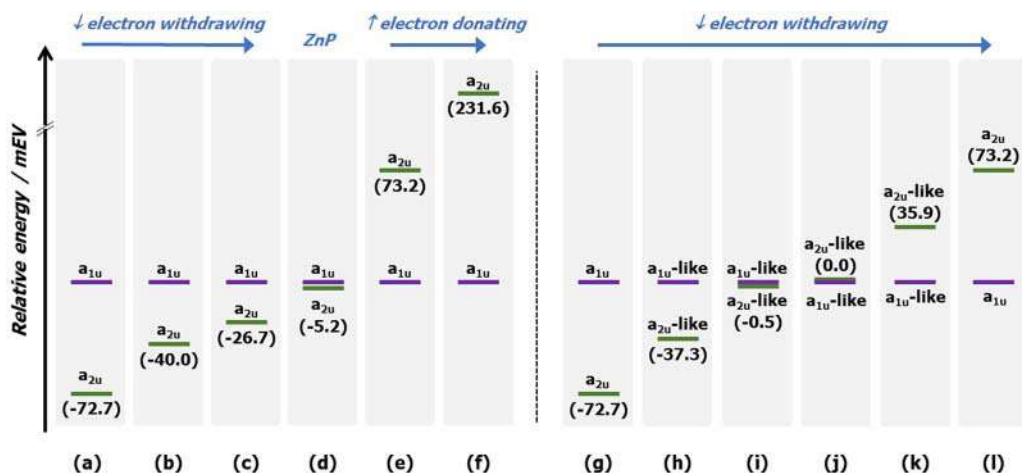 ↓ electron withdrawing
ZnP
↑ electron donating
↓ electron withdrawing
Relative energy / mEV
a1u
a2u
(-72.7)
a1u
a2u
(-40.0)
a1u
a2u
(-26.7)
a1u
a2u
(-5.2)
a2u
(73.2)
a1u
a2u
(231.6)
a1u
a1u
a2u
(-72.7)
a1u-like
a2u-like
(-37.3)
a1u-like
a2u-like
(-0.5)
a2u-like
(0.0)
a1u-like
a2u-like
(35.9)
a1u-like
a2u
(73.2)
a1u
(a) (b) (c) (d) (e) (f) (g) (h) (i) (j) (k) (l)